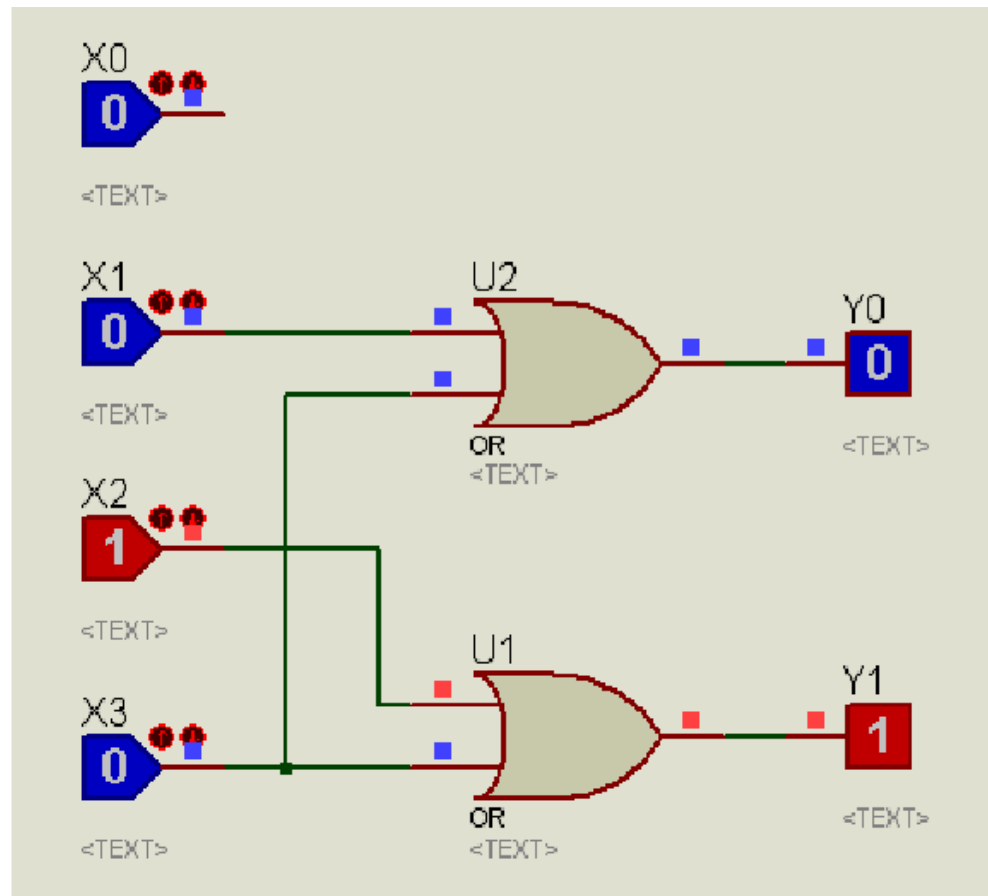 X0
0
<TEXT>
X1
0
<TEXT>
U2
OR
<TEXT>
Y0
0
<TEXT>
X2
1
<TEXT>
X3
0
<TEXT>
U1
OR
<TEXT>
Y1
1
<TEXT>